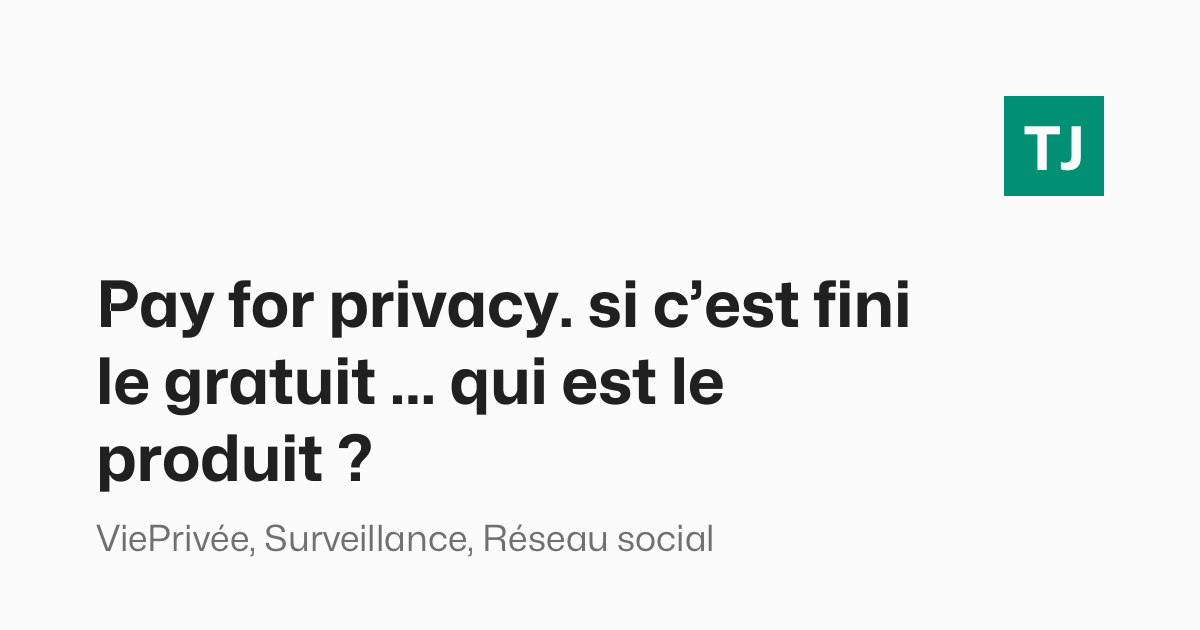 TJ
Pay for privacy. si c’est fini
le gratuit ... qui est le
produit ?
ViePrivée, Surveillance, Réseau social